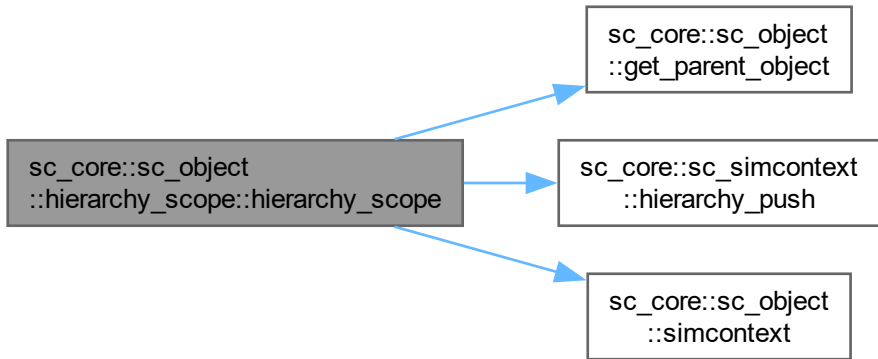 sc_core::sc_object
::hierarchy_scope::hierarchy_scope
sc_core::sc_object
::get_parent_object
sc_core::sc_simcontext
::hierarchy_push
sc_core::sc_object
::simcontext